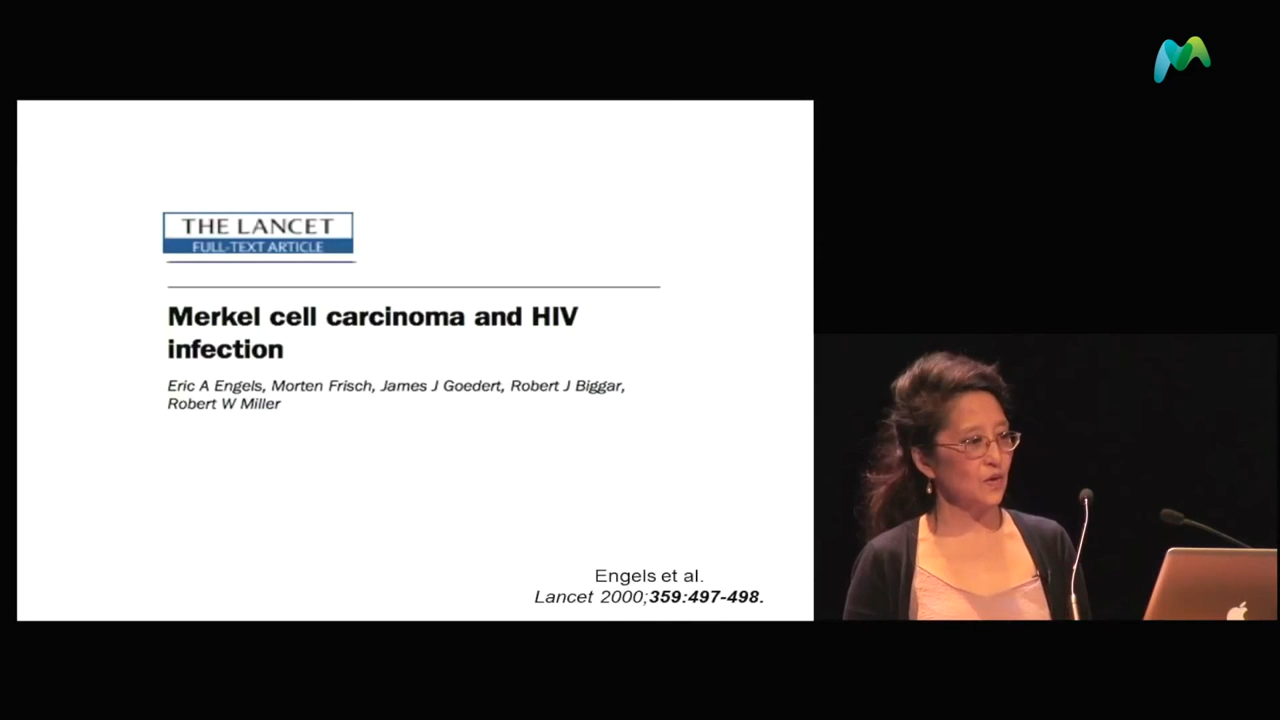 THE LANCET
FULL-TEXT ARTICLE
Merkel cell carcinoma and HIV
infection
Eric A Engels, Morten Frisch, James J Goedert, Robert J Biggar,
Robert W Miller
Engels et al.
Lancet 2000;359:497-498.